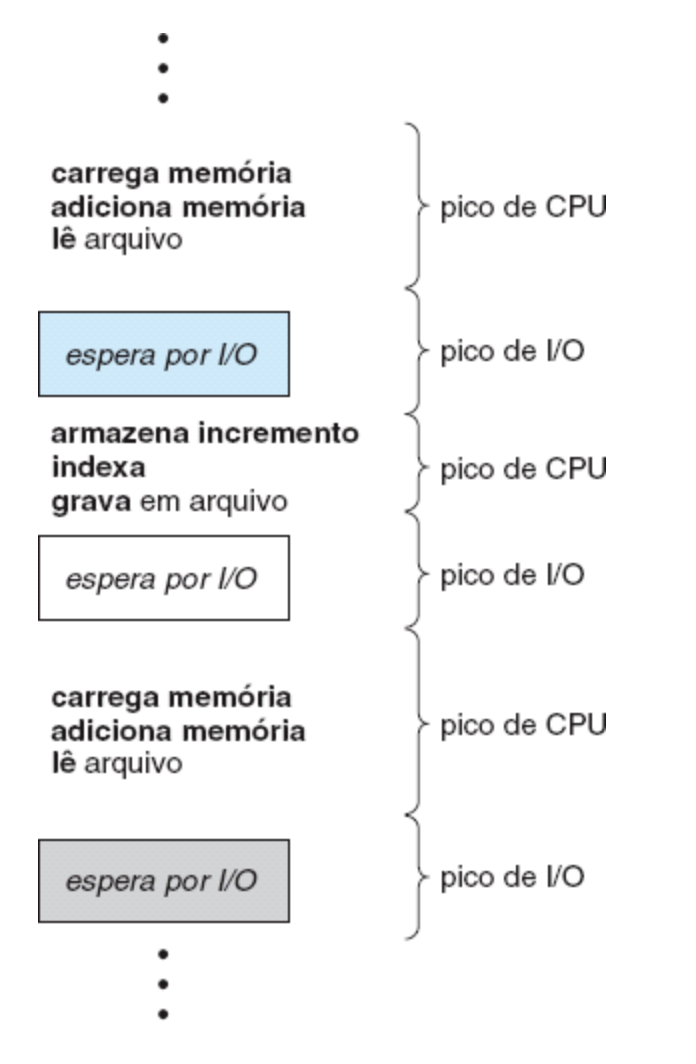 carrega memória
adiciona memória
lê arquivo
pico de CPU
espera por I/O
pico de I/O
armazena incremento
indexa
grava em arquivo
pico de CPU
espera por I/O
pico de I/O
carrega memória
adiciona memória
lê arquivo
pico de CPU
espera por I/O
pico de I/O